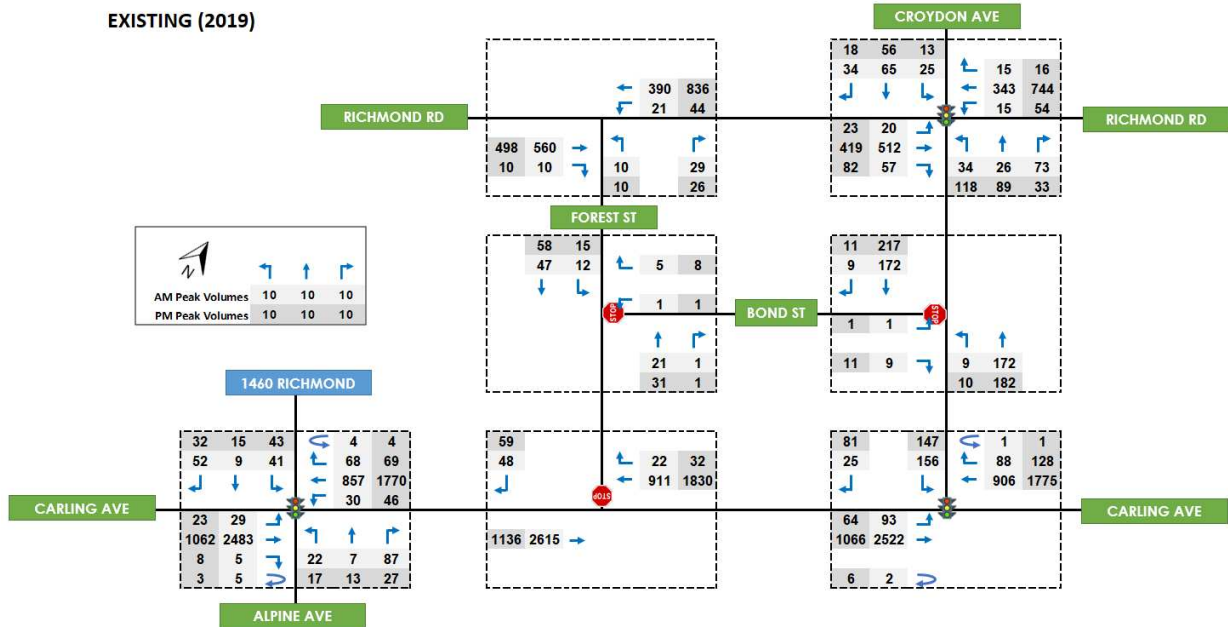 EXISTING (2019)
CROYDON AVE
18 56 13
34 65 25
15 16
343 744
15 54
390 836
21 44
RICHMOND RD
RICHMOND RD
498 560
10 10
10 29
10 26
23 20
419 512
82 57
34 26 73
118 89 33
FOREST ST
N
AM Peak Volumes 10 10 10
PM Peak Volumes 10 10 10
58 15
47 12
5 8
1 1
STOP
BOND ST
21 1
31 1
11 217
9 172
STOP
1 1
11 9
9 172
10 182
1460 RICHMOND
32 15 43
52 9 41
4 4
68 69
857 1770
30 46
CARLING AVE
23 29
1062 2483
8 5
3 5
22 7 87
17 13 27
ALPINE AVE
59
48
22 32
911 1830
STOP
1136 2615
81 147
25 156
1 1
88 128
906 1775
CARLING AVE
64 93
1066 2522
6 2